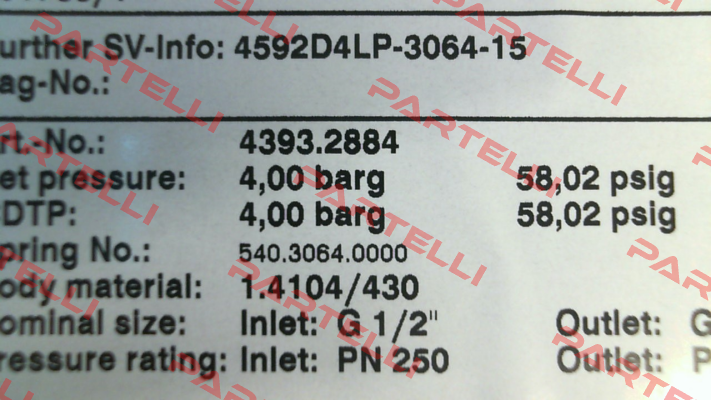 urther SV-Info: 4592D4LP-3064-15
ag-No.:
rt.-No.: 4393.2884
et pressure: 4,00 barg 58,02 psig
DTP: 4,00 barg 58,02 psig
pring No.: 540.3064.0000
ody material: 1.4104/430
ominal size: Inlet: G 1/2" Outlet: G
ressure rating: Inlet: PN 250 Outlet: P
PARTELLI